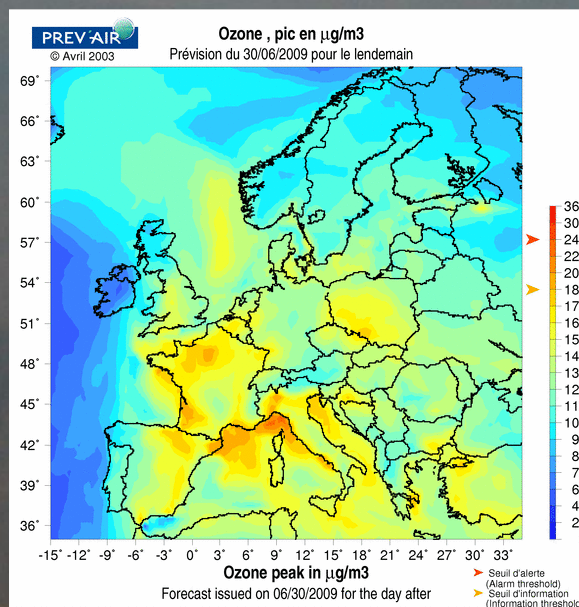 PREV'AIR
© Avril 2003
Ozone , pic en µg/m3
Prévision du 30/06/2009 pour le lendemain
69°
66°
63°
60°
57°
54°
51°
48°
45°
42°
39°
36°
-15° -12° -9° -6° -3° 0° 3° 6° 9° 12° 15° 18° 21° 24° 27° 30° 33°
36
30
24
22
20
18
16
15
14
13
12
11
10
8
6
4
2
Ozone peak in µg/m3
Forecast issued on 06/30/2009 for the day after
Seuil d'alerte
(Alarm threshold)
Seuil d'information
(Information threshold